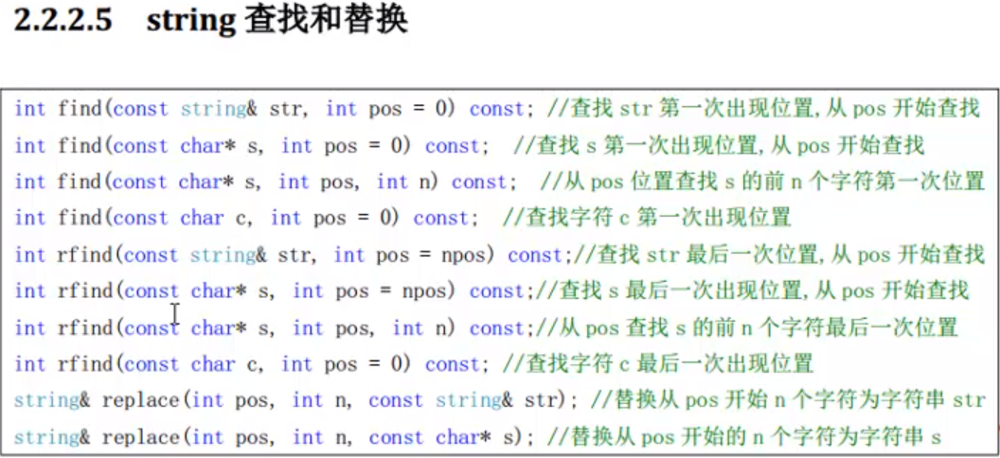 2.2.2.5 string 查找和替换
int find(const string& str, int pos = 0) const; //查找 str 第一次出现位置,从 pos 开始查找
int find(const char* s, int pos = 0) const; //查找 s 第一次出现位置,从 pos 开始查找
int find(const char* s, int pos, int n) const; //从 pos 位置查找 s 的前 n 个字符第一次位置
int find(const char c, int pos = 0) const; //查找字符 c 第一次出现位置
int rfind(const string& str, int pos = npos) const;//查找 str 最后一次位置,从 pos 开始查找
int rfind(const char* s, int pos = npos) const;//查找 s 最后一次出现位置,从 pos 开始查找
int rfind(const char* s, int pos, int n) const;//从 pos 查找 s 的前 n 个字符最后一次位置
int rfind(const char c, int pos = 0) const; //查找字符 c 最后一次出现位置
string& replace(int pos, int n, const string& str); //替换从 pos 开始 n 个字符为字符串 str
string& replace(int pos, int n, const char* s); //替换从 pos 开始的 n 个字符为字符串 s